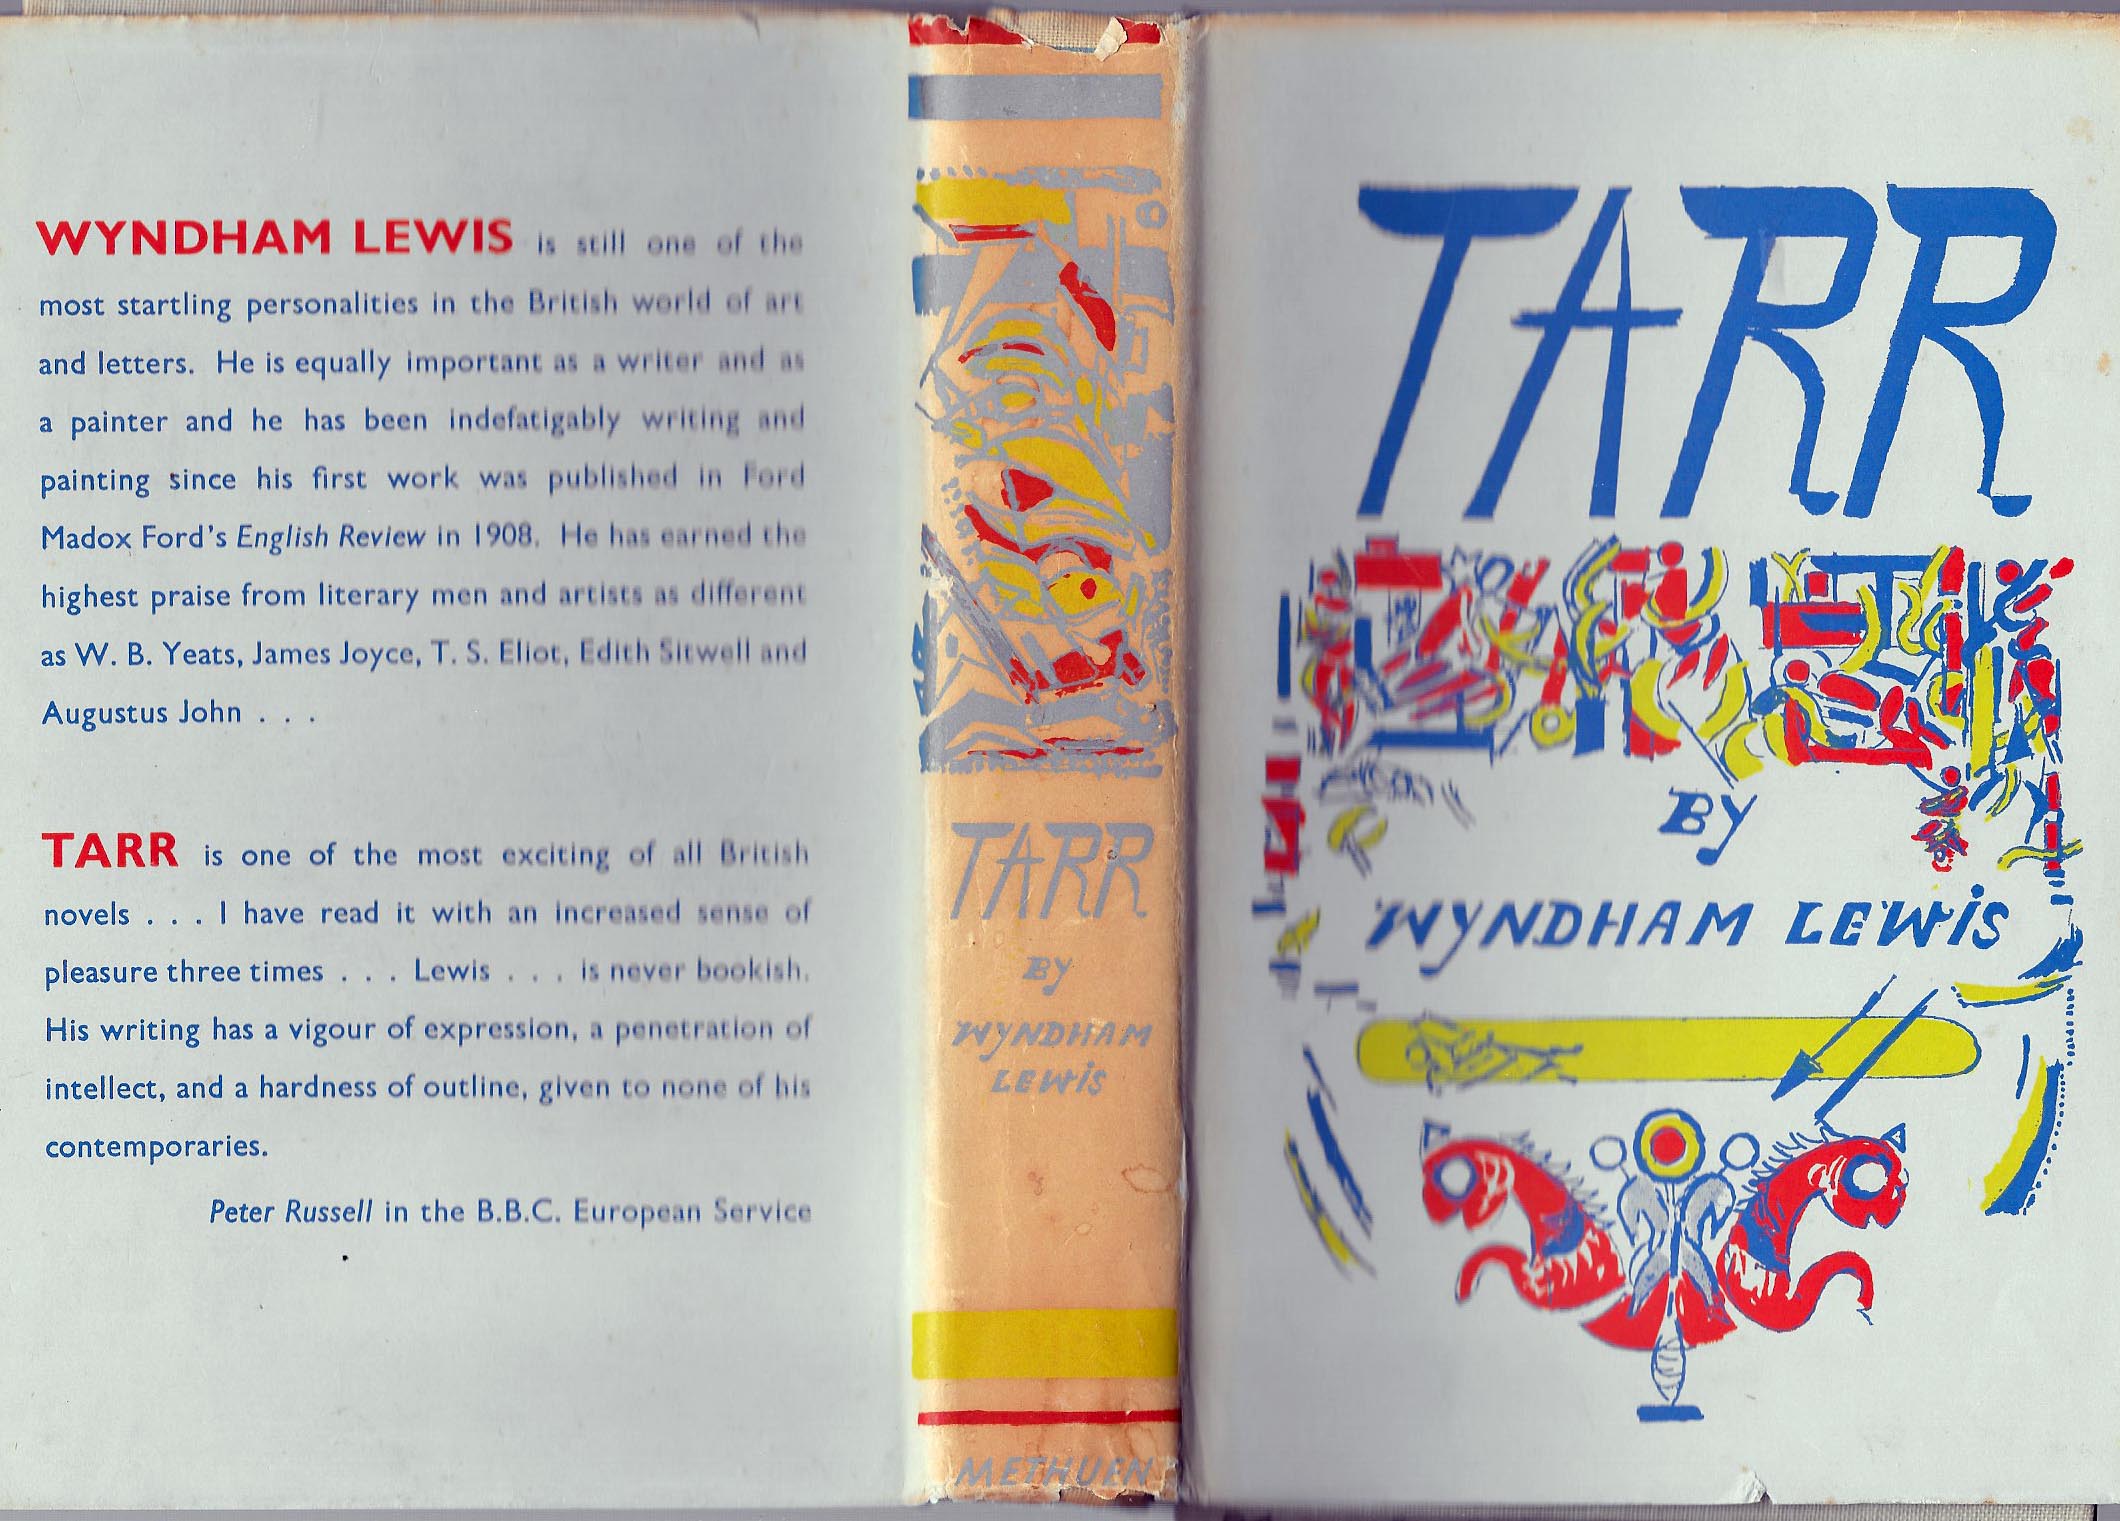 WYNDHAM LEWIS is still one of the
most startling personalities in the British world of art
and letters. He is equally important as a writer and as
a painter and he has been indefatigably writing and
painting since his first work was published in Ford
Madox Ford's English Review in 1908. He has earned the
highest praise from literary men and artists as different
as W. B. Yeats, James Joyce, T. S. Eliot, Edith Sitwell and
Augustus John . . .
TARR is one of the most exciting of all British
novels . . . I have read it with an increased sense of
pleasure three times . . . Lewis . . . is never bookish.
His writing has a vigour of expression, a penetration of
intellect, and a hardness of outline, given to none of his
contemporaries.
Peter Russell in the B.B.C. European Service
TARR
BY
WYNDHAM
LEWIS
METHUEN
TARR
BY
WYNDHAM LEWIS